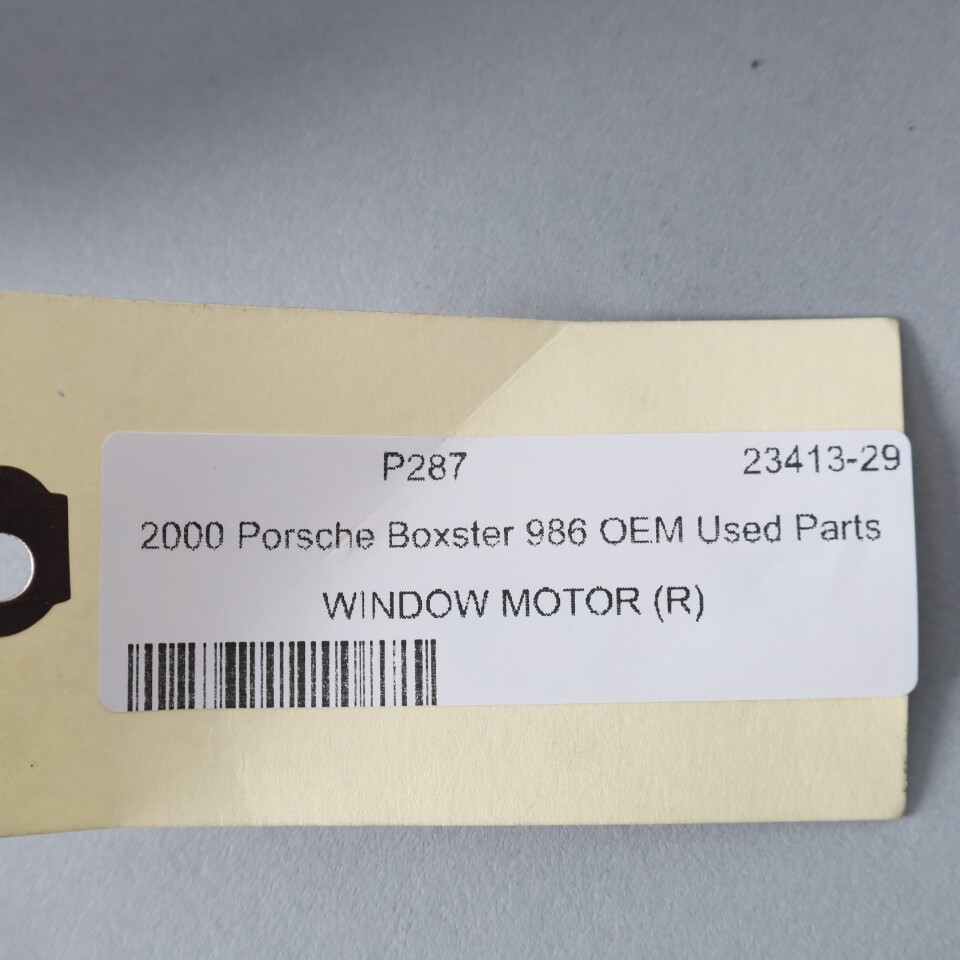 P287 23413-29
2000 Porsche Boxster 986 OEM Used Parts
WINDOW MOTOR (R)